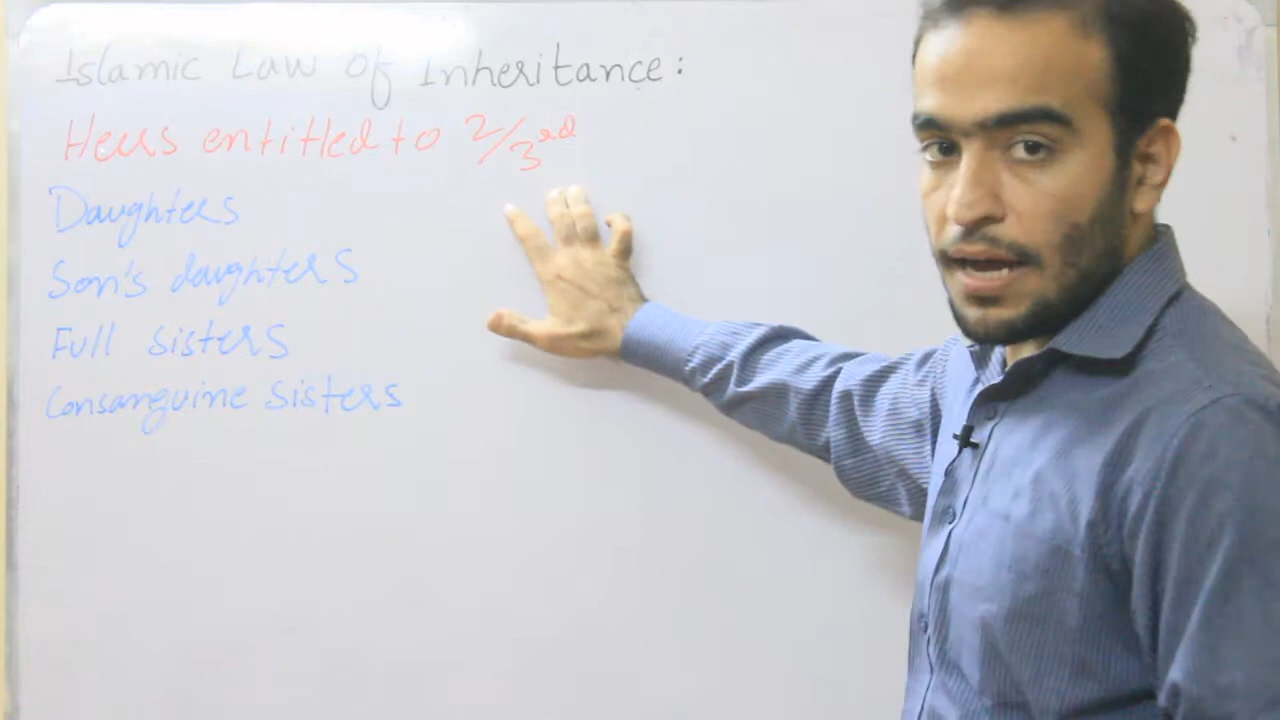 Islamic Law of Inheritance:
Heirs entitled to 2/3rd
Daughters
Son's daughters
Full sisters
Consanguine Sisters